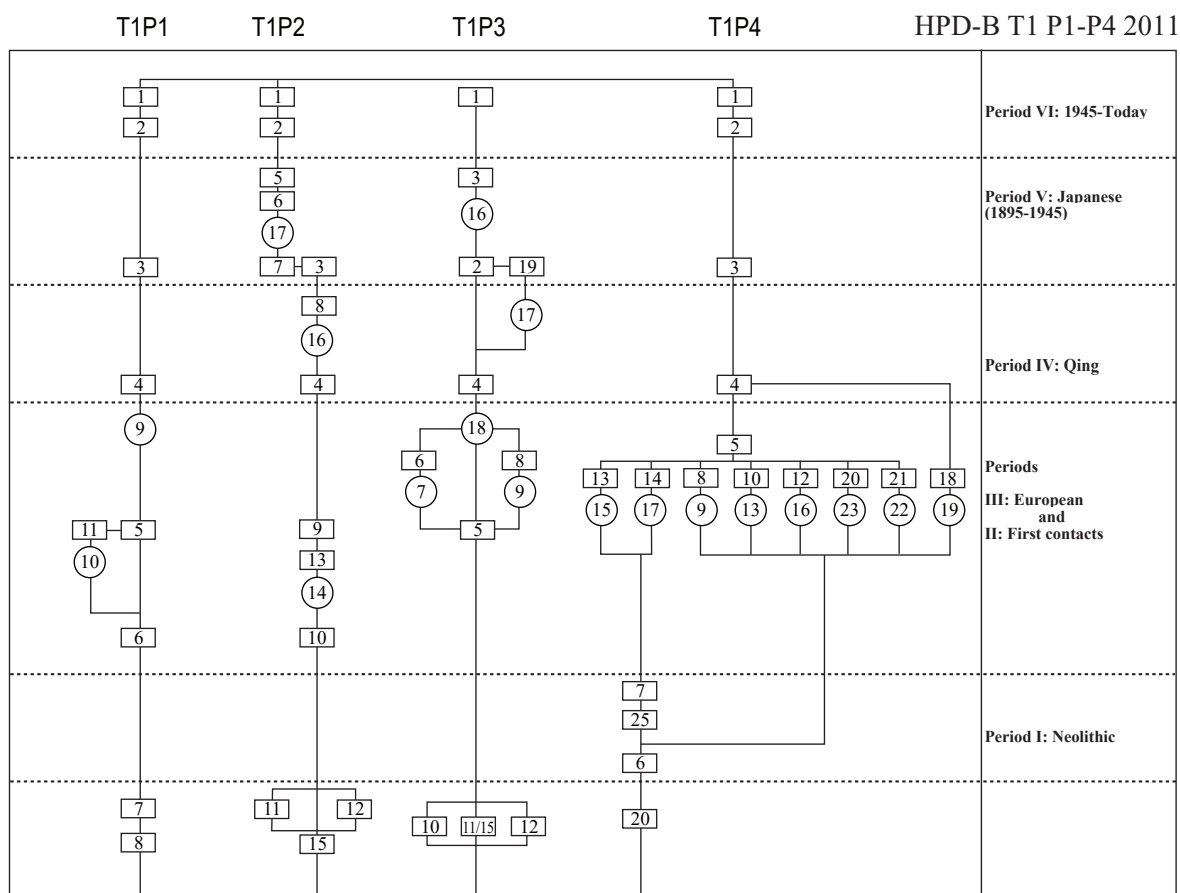 T1P1 T1P2 T1P3 T1P4 HPD-B T1 P1-P4 2011
1 1 1 1
2 2 2
Period VI: 1945-Today
5 3
6
Period V: Japanese
(1895-1945)
17 16
3 7 3 2 19 3
8
17
16
Period IV: Qing
4 4 4 4
9 18
5
6 8
Periods
13 14 8 10 12 20 21 18
7 9
15 17 9 13 16 23 22 19
III: European
and
II: First contacts
11 5 9 5
10 13
14
6 10
7
25
Period I: Neolithic
6
7 11 12
10 11/15 12
20
8 15